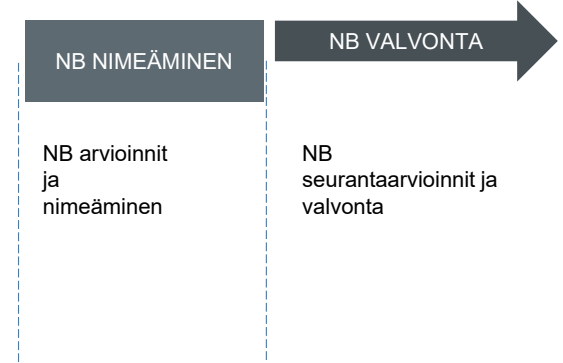 NB NIMEÄMINEN
NB VALVONTA
NB arvioinnit
ja
nimeäminen
NB
seurantaarvioinnit ja
valvonta